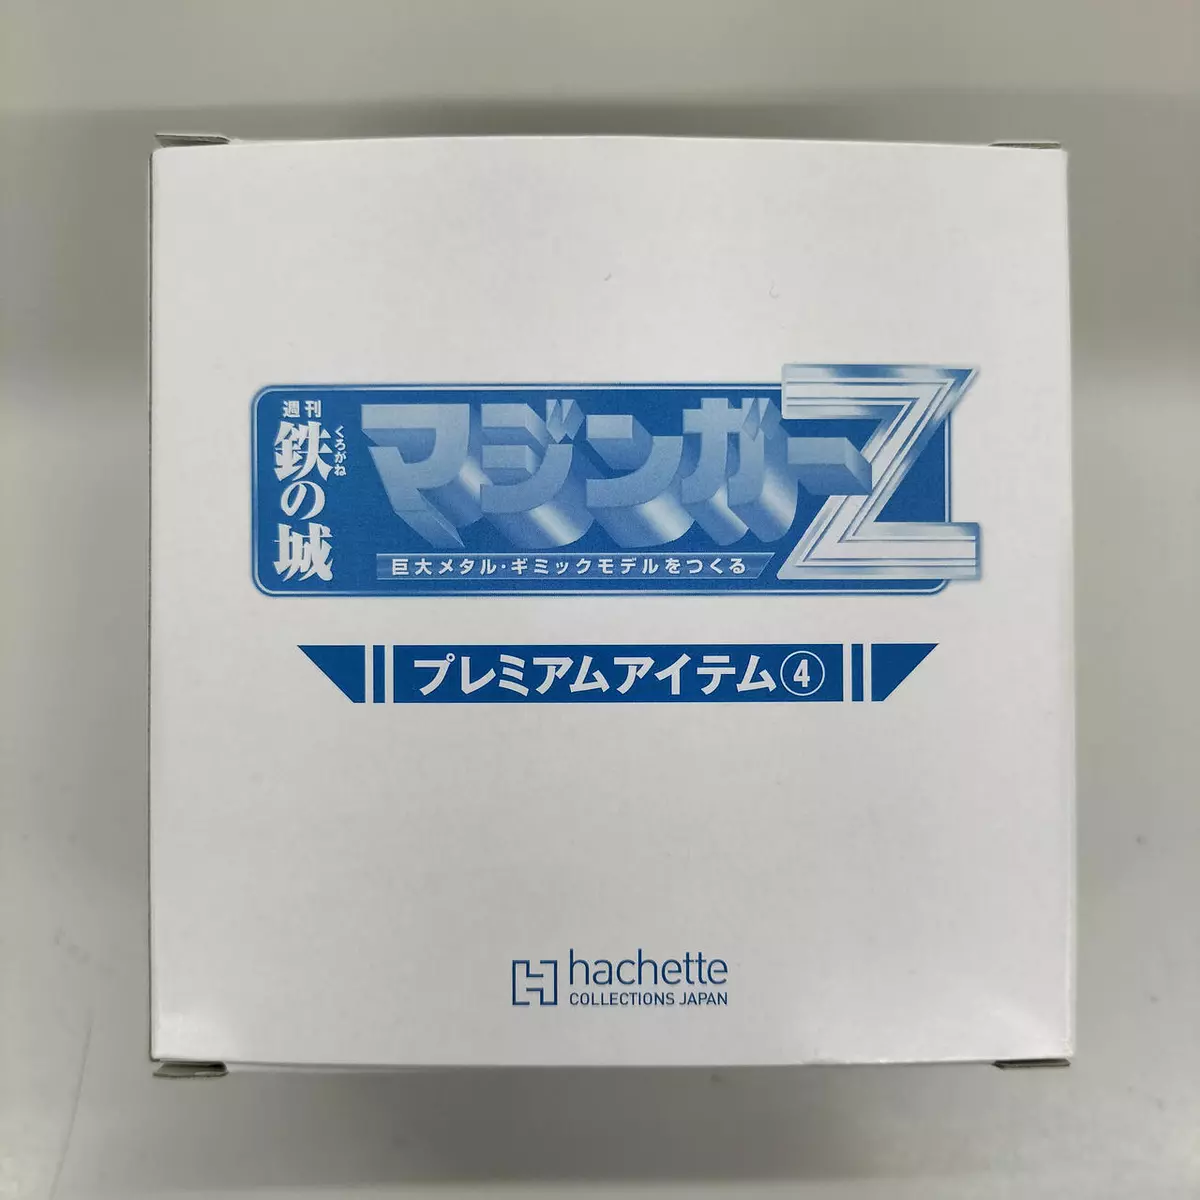 週刊
鉄の城
くろがね
マジンガーZ
巨大メタル・ギミックモデルをつくる
プレミアムアイテム④
hachette
COLLECTIONS JAPAN